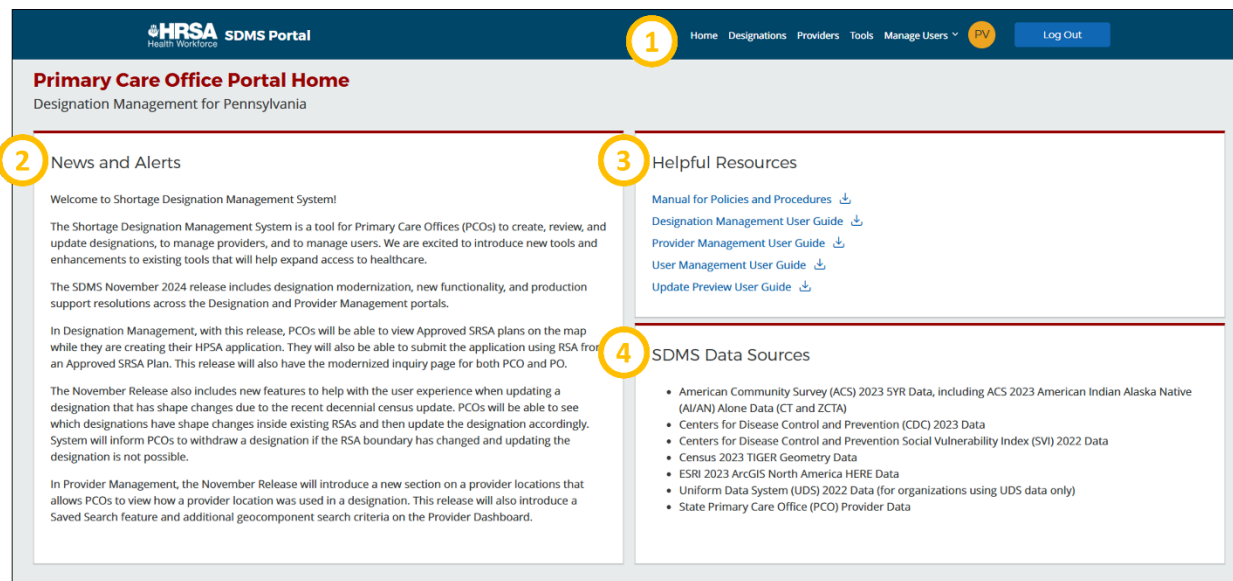 HRSA
Health Workforce
SDMS Portal
1
Home Designations Providers Tools Manage Users PV Log Out
Primary Care Office Portal Home
Designation Management for Pennsylvania
2
News and Alerts
Welcome to Shortage Designation Management System!
The Shortage Designation Management System is a tool for Primary Care Offices (PCOs) to create, review, and
update designations, to manage providers, and to manage users. We are excited to introduce new tools and
enhancements to existing tools that will help expand access to healthcare.
The SDMS November 2024 release includes designation modernization, new functionality, and production
support resolutions across the Designation and Provider Management portals.
In Designation Management, with this release, PCOs will be able to view Approved SRSA plans on the map
while they are creating their HPSA application. They will also be able to submit the application using RSA from
an Approved SRSA Plan. This release will also have the modernized inquiry page for both PCO and PO.
The November Release also includes new features to help with the user experience when updating a
designation that has shape changes due to the recent decennial census update. PCOs will be able to see
which designations have shape changes inside existing RSAs and then update the designation accordingly.
System will inform PCOs to withdraw a designation if the RSA boundary has changed and updating the
designation is not possible.
In Provider Management, the November Release will introduce a new section on a provider locations that
allows PCOs to view how a provider location was used in a designation. This release will also introduce a
Saved Search feature and additional geocomponent search criteria on the Provider Dashboard.
3
Helpful Resources
Manual for Policies and Procedures
Designation Management User Guide
Provider Management User Guide
User Management User Guide
Update Preview User Guide
4
SDMS Data Sources
• American Community Survey (ACS) 2023 5YR Data, including ACS 2023 American Indian Alaska Native
(AI/AN) Alone Data (CT and ZCTA)
• Centers for Disease Control and Prevention (CDC) 2023 Data
• Centers for Disease Control and Prevention Social Vulnerability Index (SVI) 2022 Data
• Census 2023 TIGER Geometry Data
• ESRI 2023 ArcGIS North America HERE Data
• Uniform Data System (UDS) 2022 Data (for organizations using UDS data only)
• State Primary Care Office (PCO) Provider Data